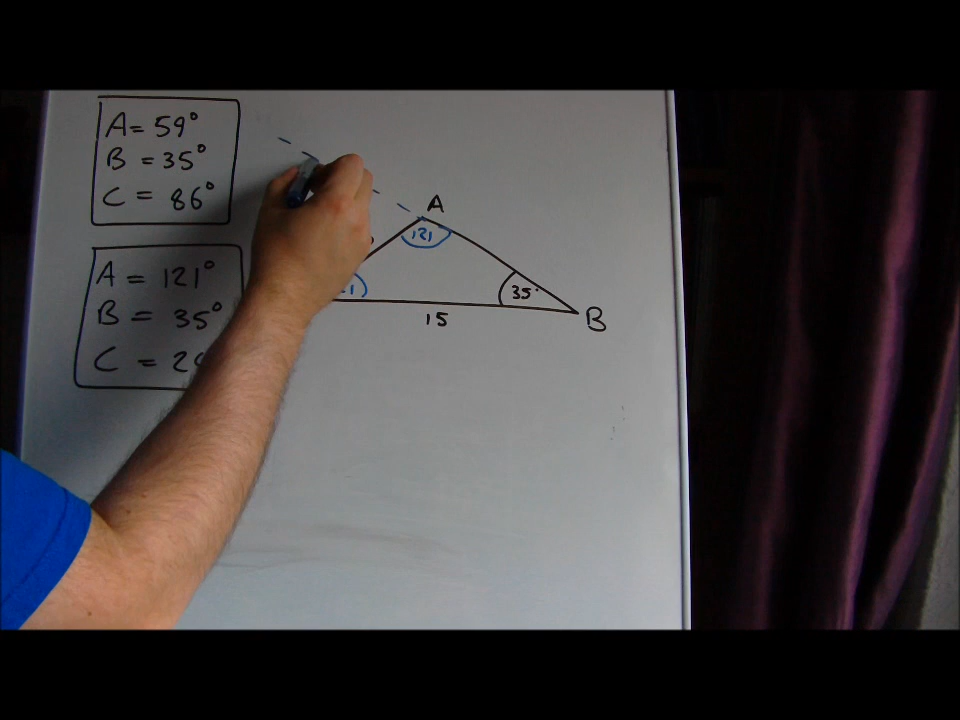 A = 59°
B = 35°
C = 86°
A = 121°
B = 35°
C =
A
121
35°
15
B